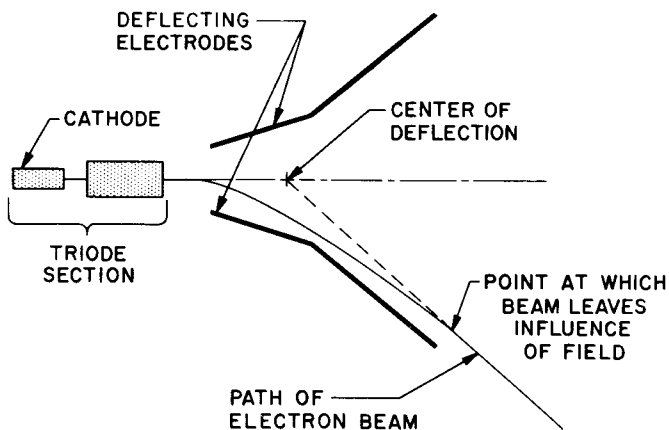 DEFLECTING
ELECTRODES
CATHODE
CENTER OF
DEFLECTION
TRIODE
SECTION
POINT AT WHICH
BEAM LEAVES
INFLUENCE
OF FIELD
PATH OF
ELECTRON BEAM